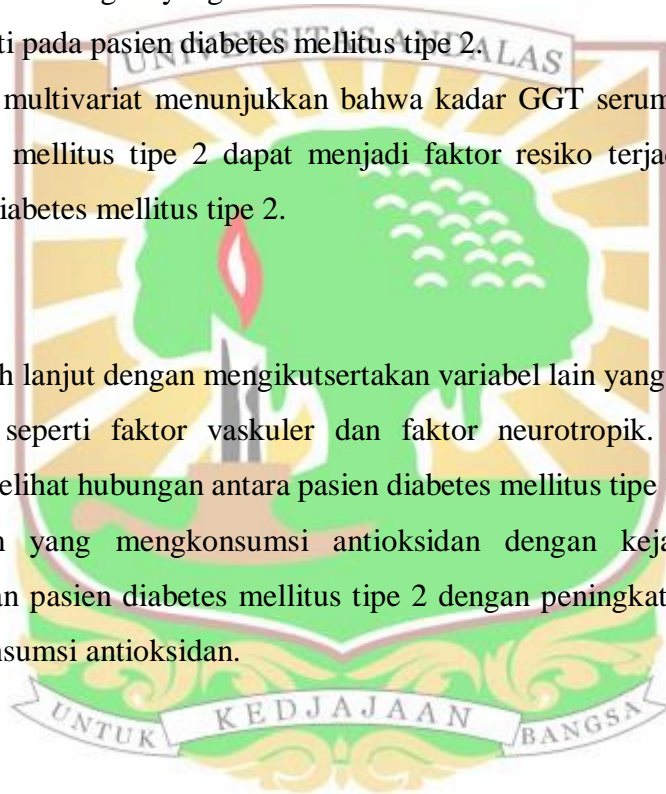 ti pada pasien diabetes mellitus tipe 2.
UNIVERSITAS ANDALAS
multivariat menunjukkan bahwa kadar GGT serum
mellitus tipe 2 dapat menjadi faktor resiko terja
iabetes mellitus tipe 2.
h lanjut dengan mengikutsertakan variabel lain yang
seperti faktor vaskuler dan faktor neurotropik.
elihat hubungan antara pasien diabetes mellitus tipe
n yang mengkonsumsi antioksidan dengan keja
an pasien diabetes mellitus tipe 2 dengan peningkat
nsumsi antioksidan.
UNTUK KEDJAJAAN BANGSA